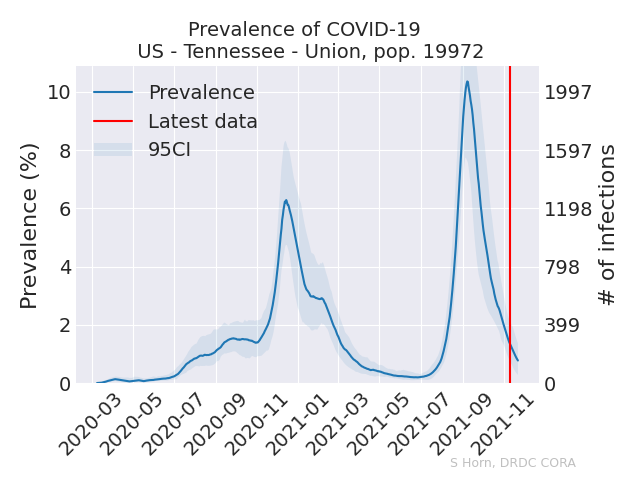 Prevalence of COVID-19
US - Tennessee - Union, pop. 19972
Prevalence (%)
10
8
6
4
2
0
Prevalence
Latest data
95CI
1997
1597
1198
798
399
0
# of infections
2020-03
2020-05
2020-07
2020-09
2020-11
2021-01
2021-03
2021-05
2021-07
2021-09
2021-11
S Horn, DRDC CORA